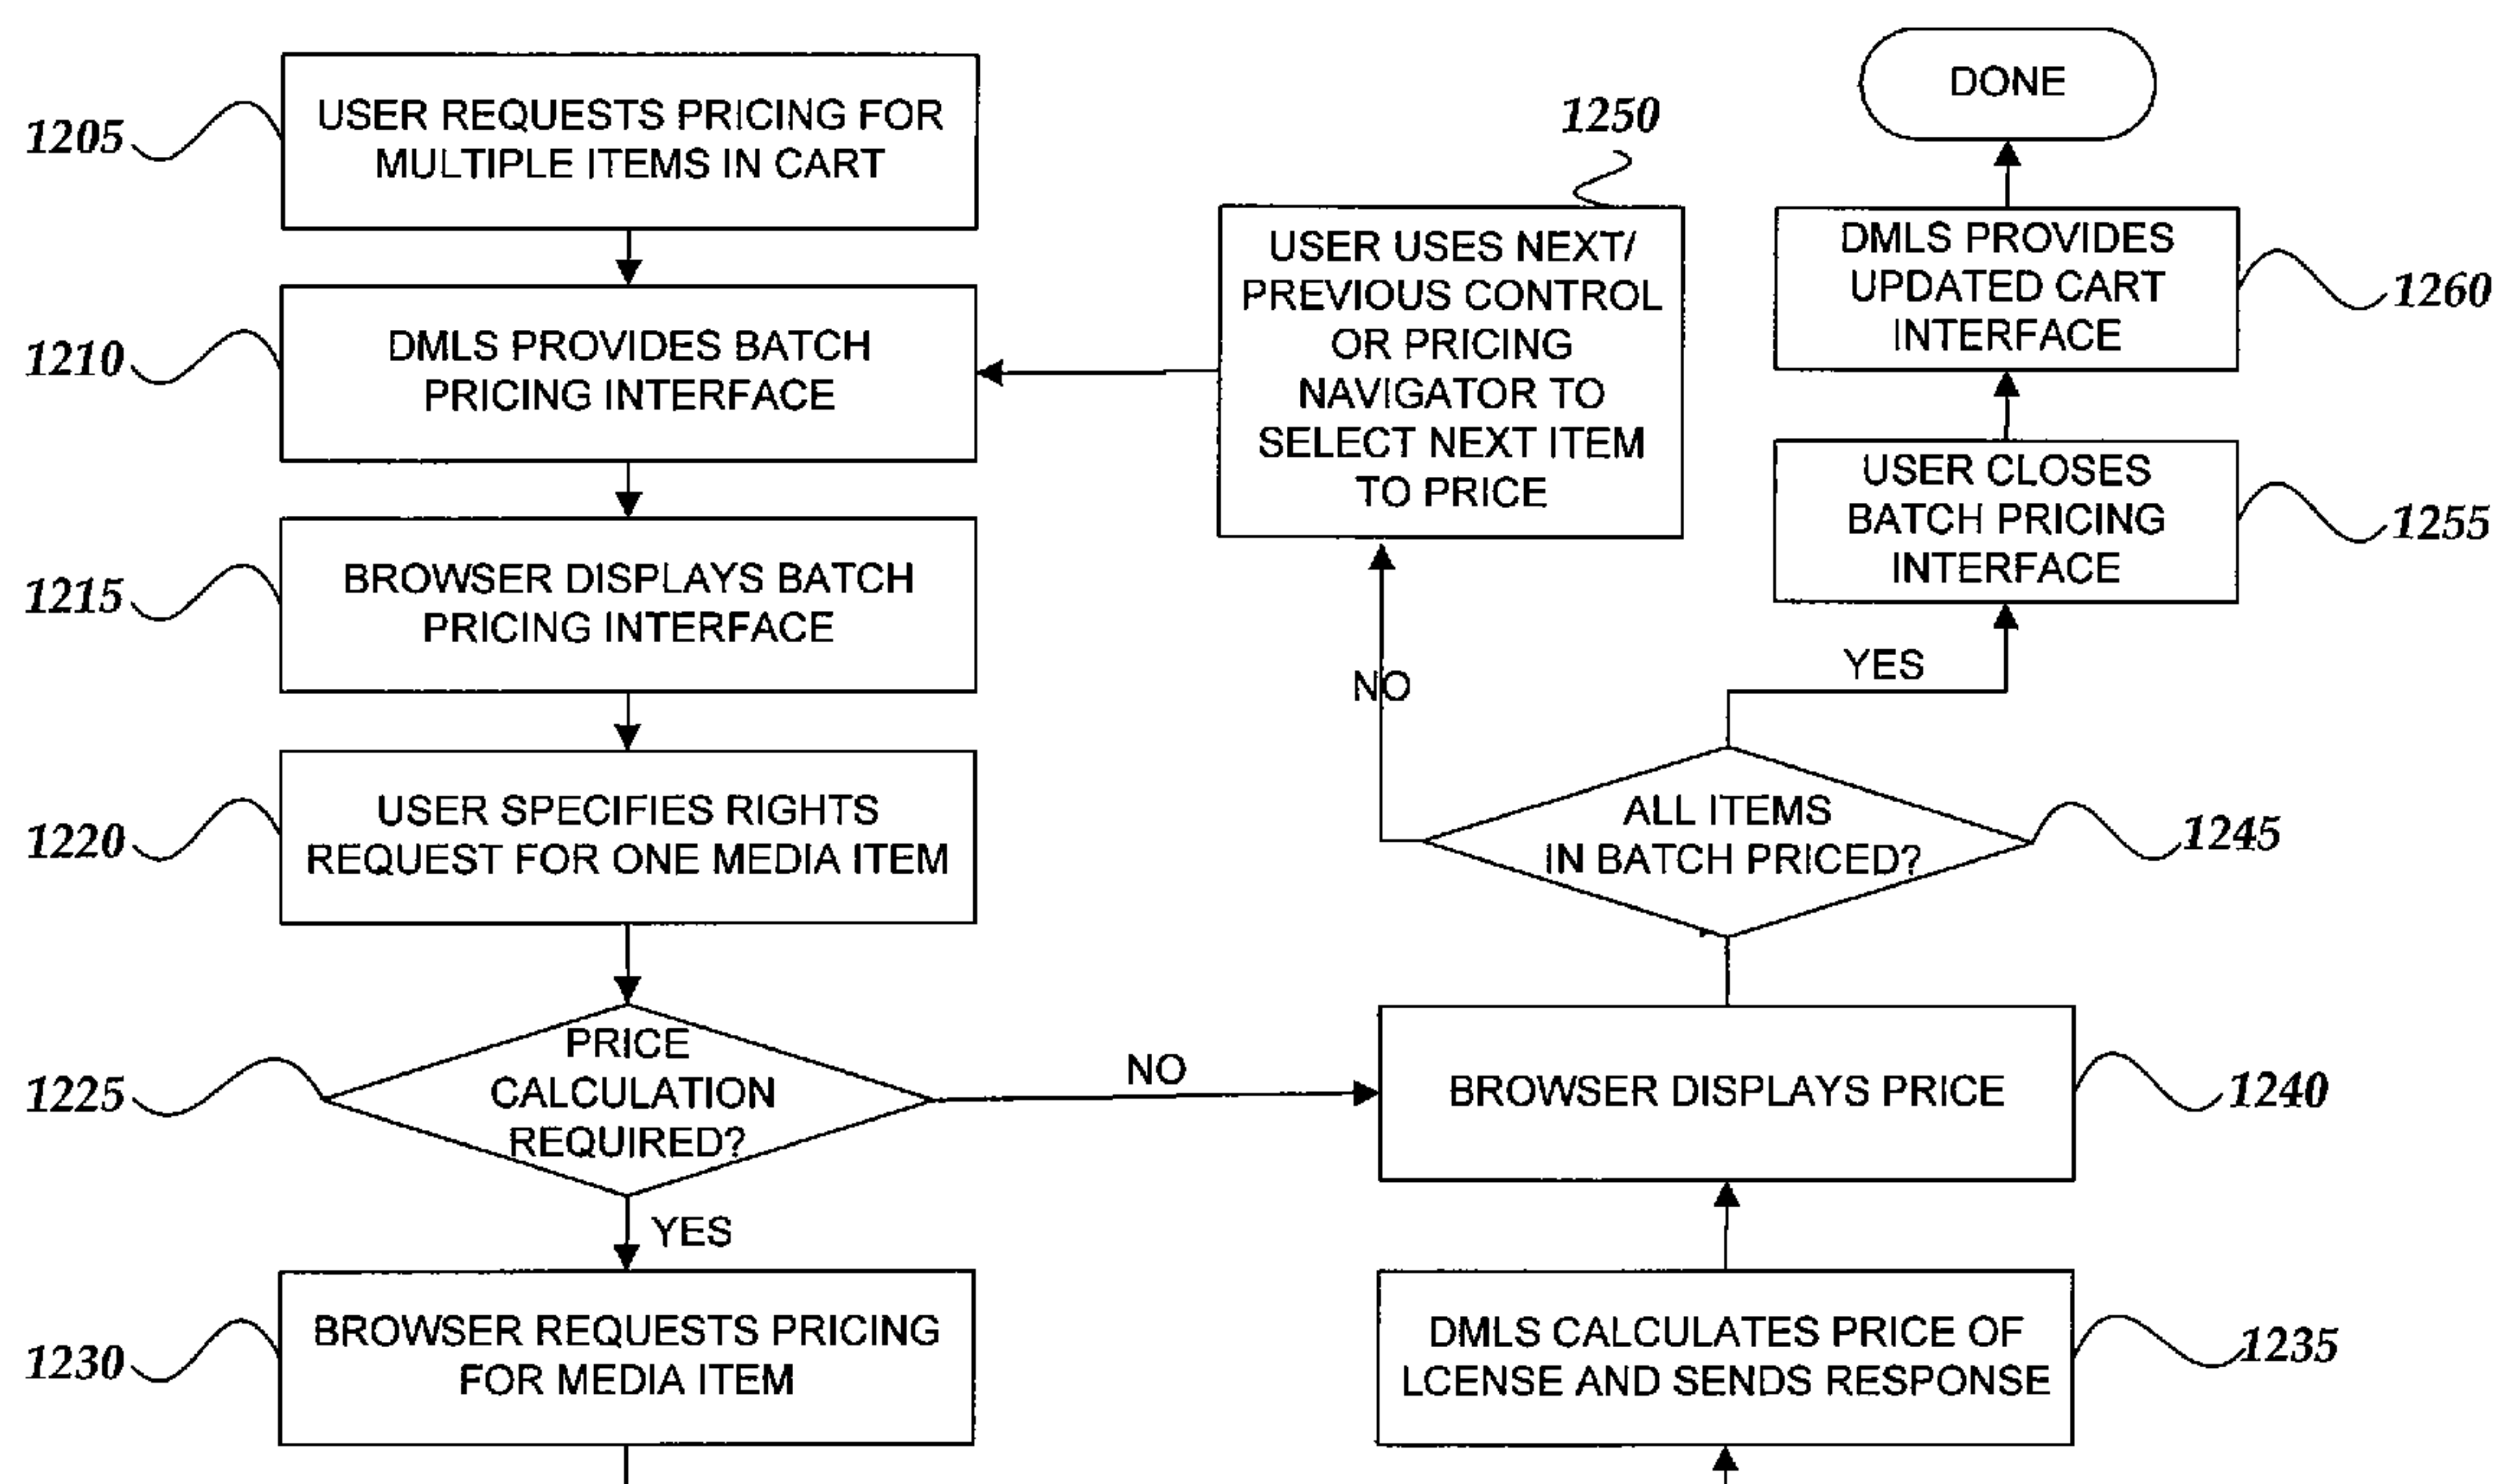 1205
USER REQUESTS PRICING FOR
MULTIPLE ITEMS IN CART
1210
DMLS PROVIDES BATCH
PRICING INTERFACE
1215
BROWSER DISPLAYS BATCH
PRICING INTERFACE
1220
USER SPECIFIES RIGHTS
REQUEST FOR ONE MEDIA ITEM
1225
PRICE
CALCULATION
REQUIRED?
NO
YES
1230
BROWSER REQUESTS PRICING
FOR MEDIA ITEM
DMLS CALCULATES PRICE OF
LCENSE AND SENDS RESPONSE
1235
BROWSER DISPLAYS PRICE
1240
ALL ITEMS
IN BATCH PRICED?
1245
NO
YES
1250
USER USES NEXT/
PREVIOUS CONTROL
OR PRICING
NAVIGATOR TO
SELECT NEXT ITEM
TO PRICE
USER CLOSES
BATCH PRICING
INTERFACE
1255
DMLS PROVIDES
UPDATED CART
INTERFACE
1260
DONE